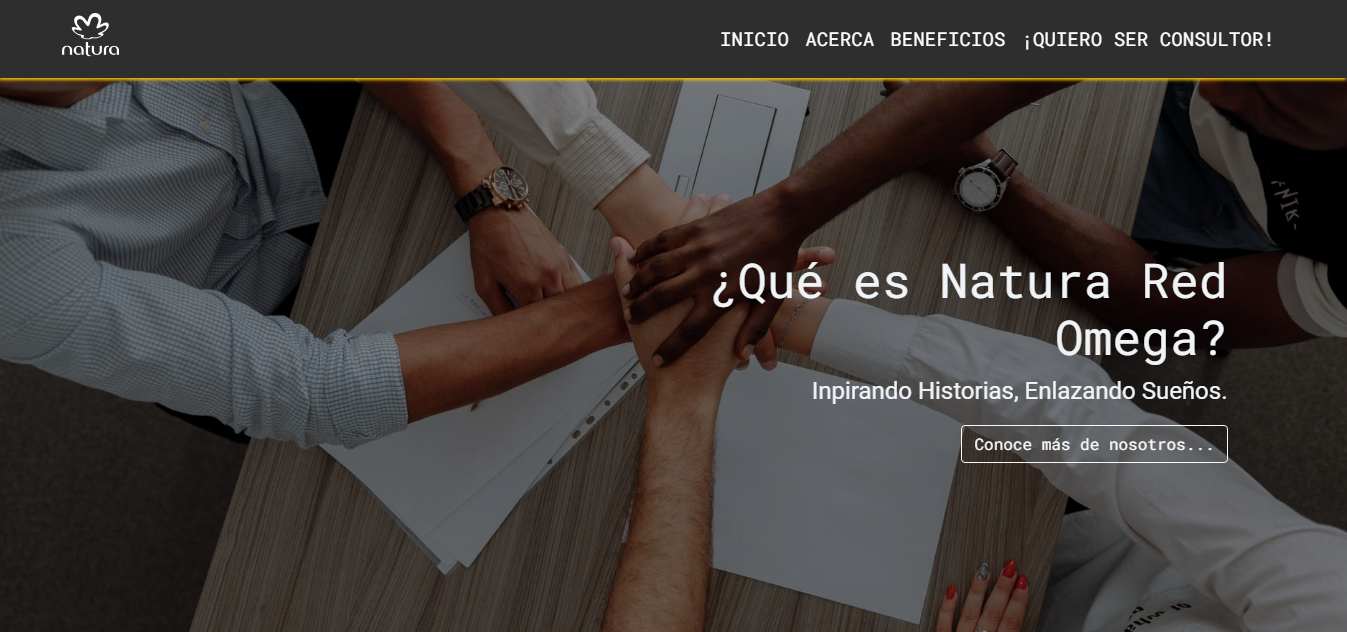 natura
INICIO ACERCA BENEFICIOS ¡QUIERO SER CONSULTOR!
¿Qué es Natura Red
Omega?
Inpirando Historias, Enlazando Sueños.
Conoce más de nosotros...